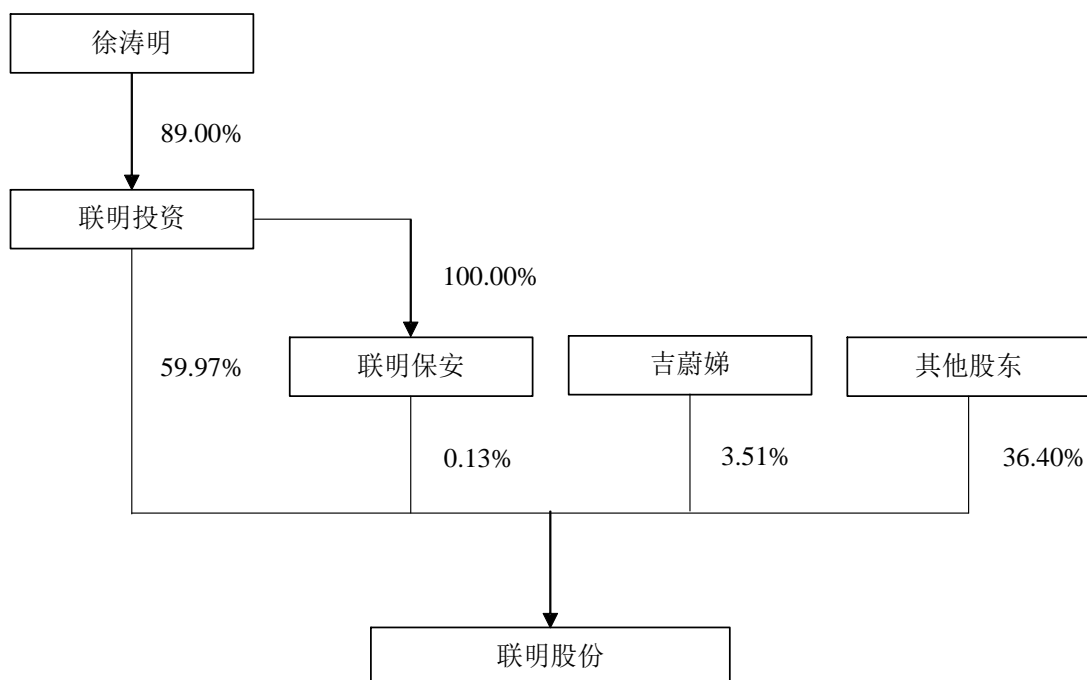 徐涛明
89.00%
联明投资
100.00%
59.97%
联明保安
吉蔚娣
其他股东
0.13%
3.51%
36.40%
联明股份